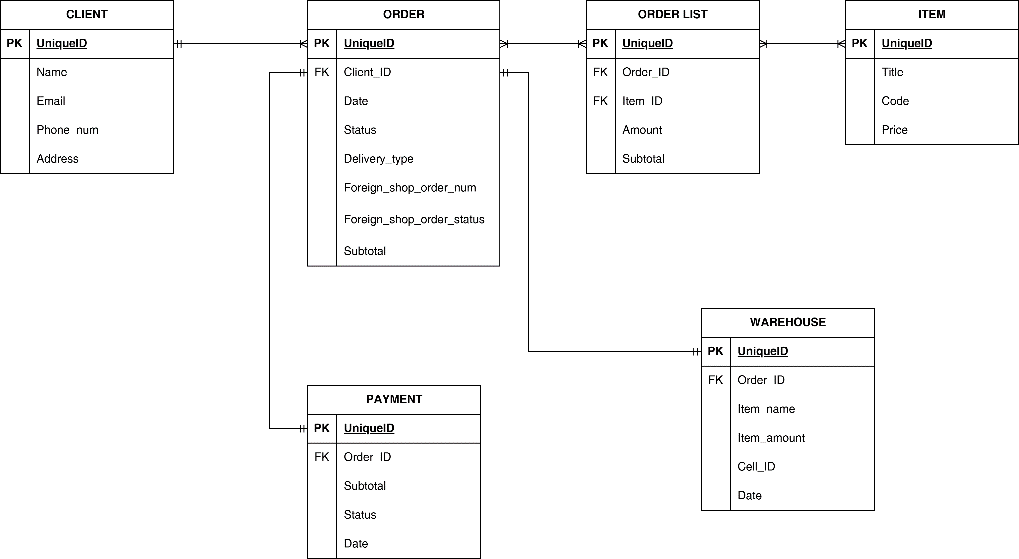 CLIENT
PK UniqueID
Name
Email
Phone_num
Address
ORDER
PK UniqueID
FK Client_ID
Date
Status
Delivery_type
Foreign_shop_order_num
Foreign_shop_order_status
Subtotal
ORDER LIST
PK UniqueID
FK Order_ID
FK Item_ID
Amount
Subtotal
ITEM
PK UniqueID
Title
Code
Price
WAREHOUSE
PK UniqueID
FK Order_ID
Item_name
Item_amount
Cell_ID
Date
PAYMENT
PK UniqueID
FK Order_ID
Subtotal
Status
Date